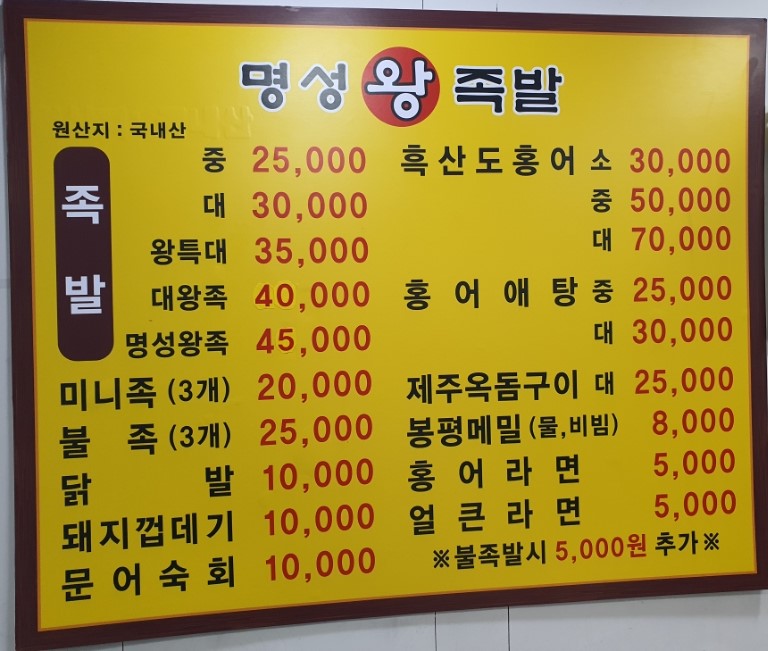 명성왕족발
원산지 : 국내산
족발
중 25,000
대 30,000
왕특대 35,000
대왕족 40,000
명성왕족 45,000
미니족 (3개) 20,000
불족 (3개) 25,000
닭발 10,000
돼지껍데기 10,000
문어숙회 10,000
흑산도홍어 소 30,000
중 50,000
대 70,000
홍어애탕 중 25,000
대 30,000
제주옥돔구이 대 25,000
봉평메밀 (물,비빔) 8,000
홍어라면 5,000
얼큰라면 5,000
※불족발시 5,000원 추가※